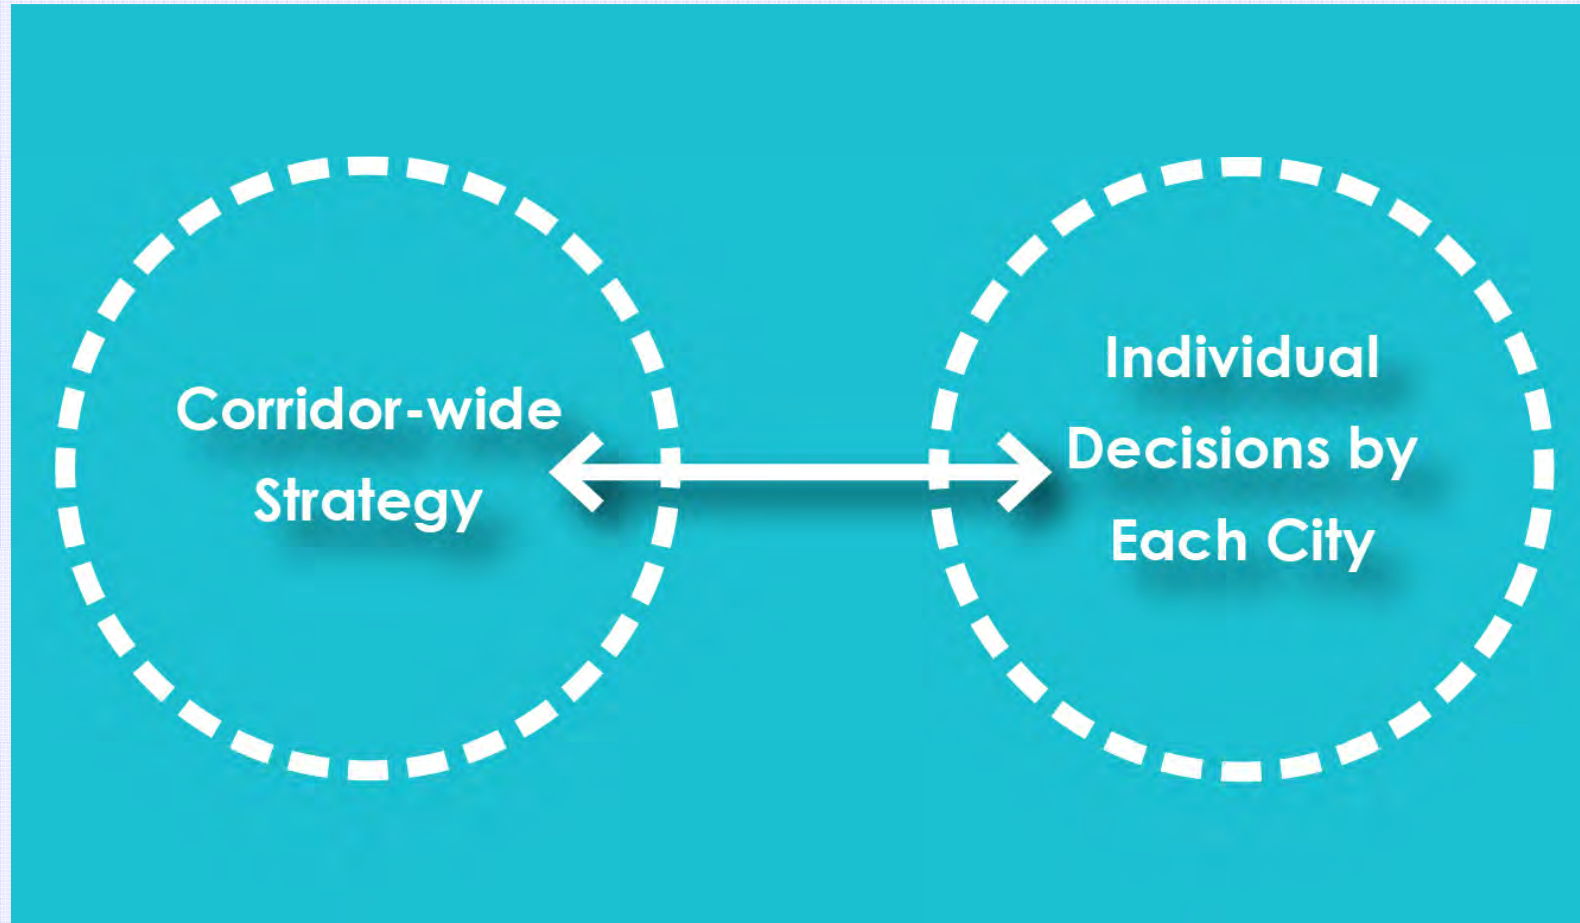 Corridor-wide
Strategy
Individual
Decisions by
Each City